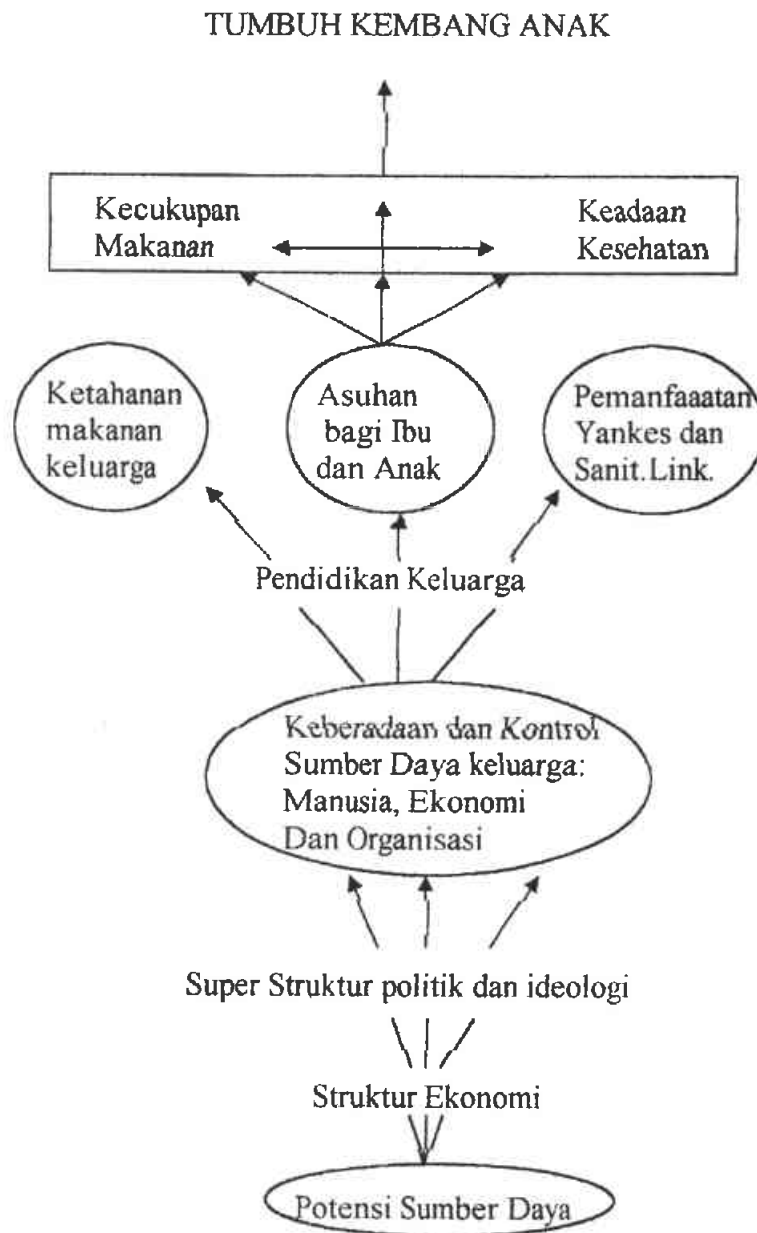 TUMBUH KEMBANG ANAK
Kecukupan
Makanan
Keadaan
Kesehatan
Ketahanan
makanan
keluarga
Asuhan
bagi Ibu
dan Anak
Pemanfaaatan
Yankes dan
Sanit.Link.
Pendidikan Keluarga
Keberadaan dan Kontrol
Sumber Daya keluarga:
Manusia, Ekonomi
Dan Organisasi
Super Struktur politik dan ideologi
Struktur Ekonomi
Potensi Sumber Daya